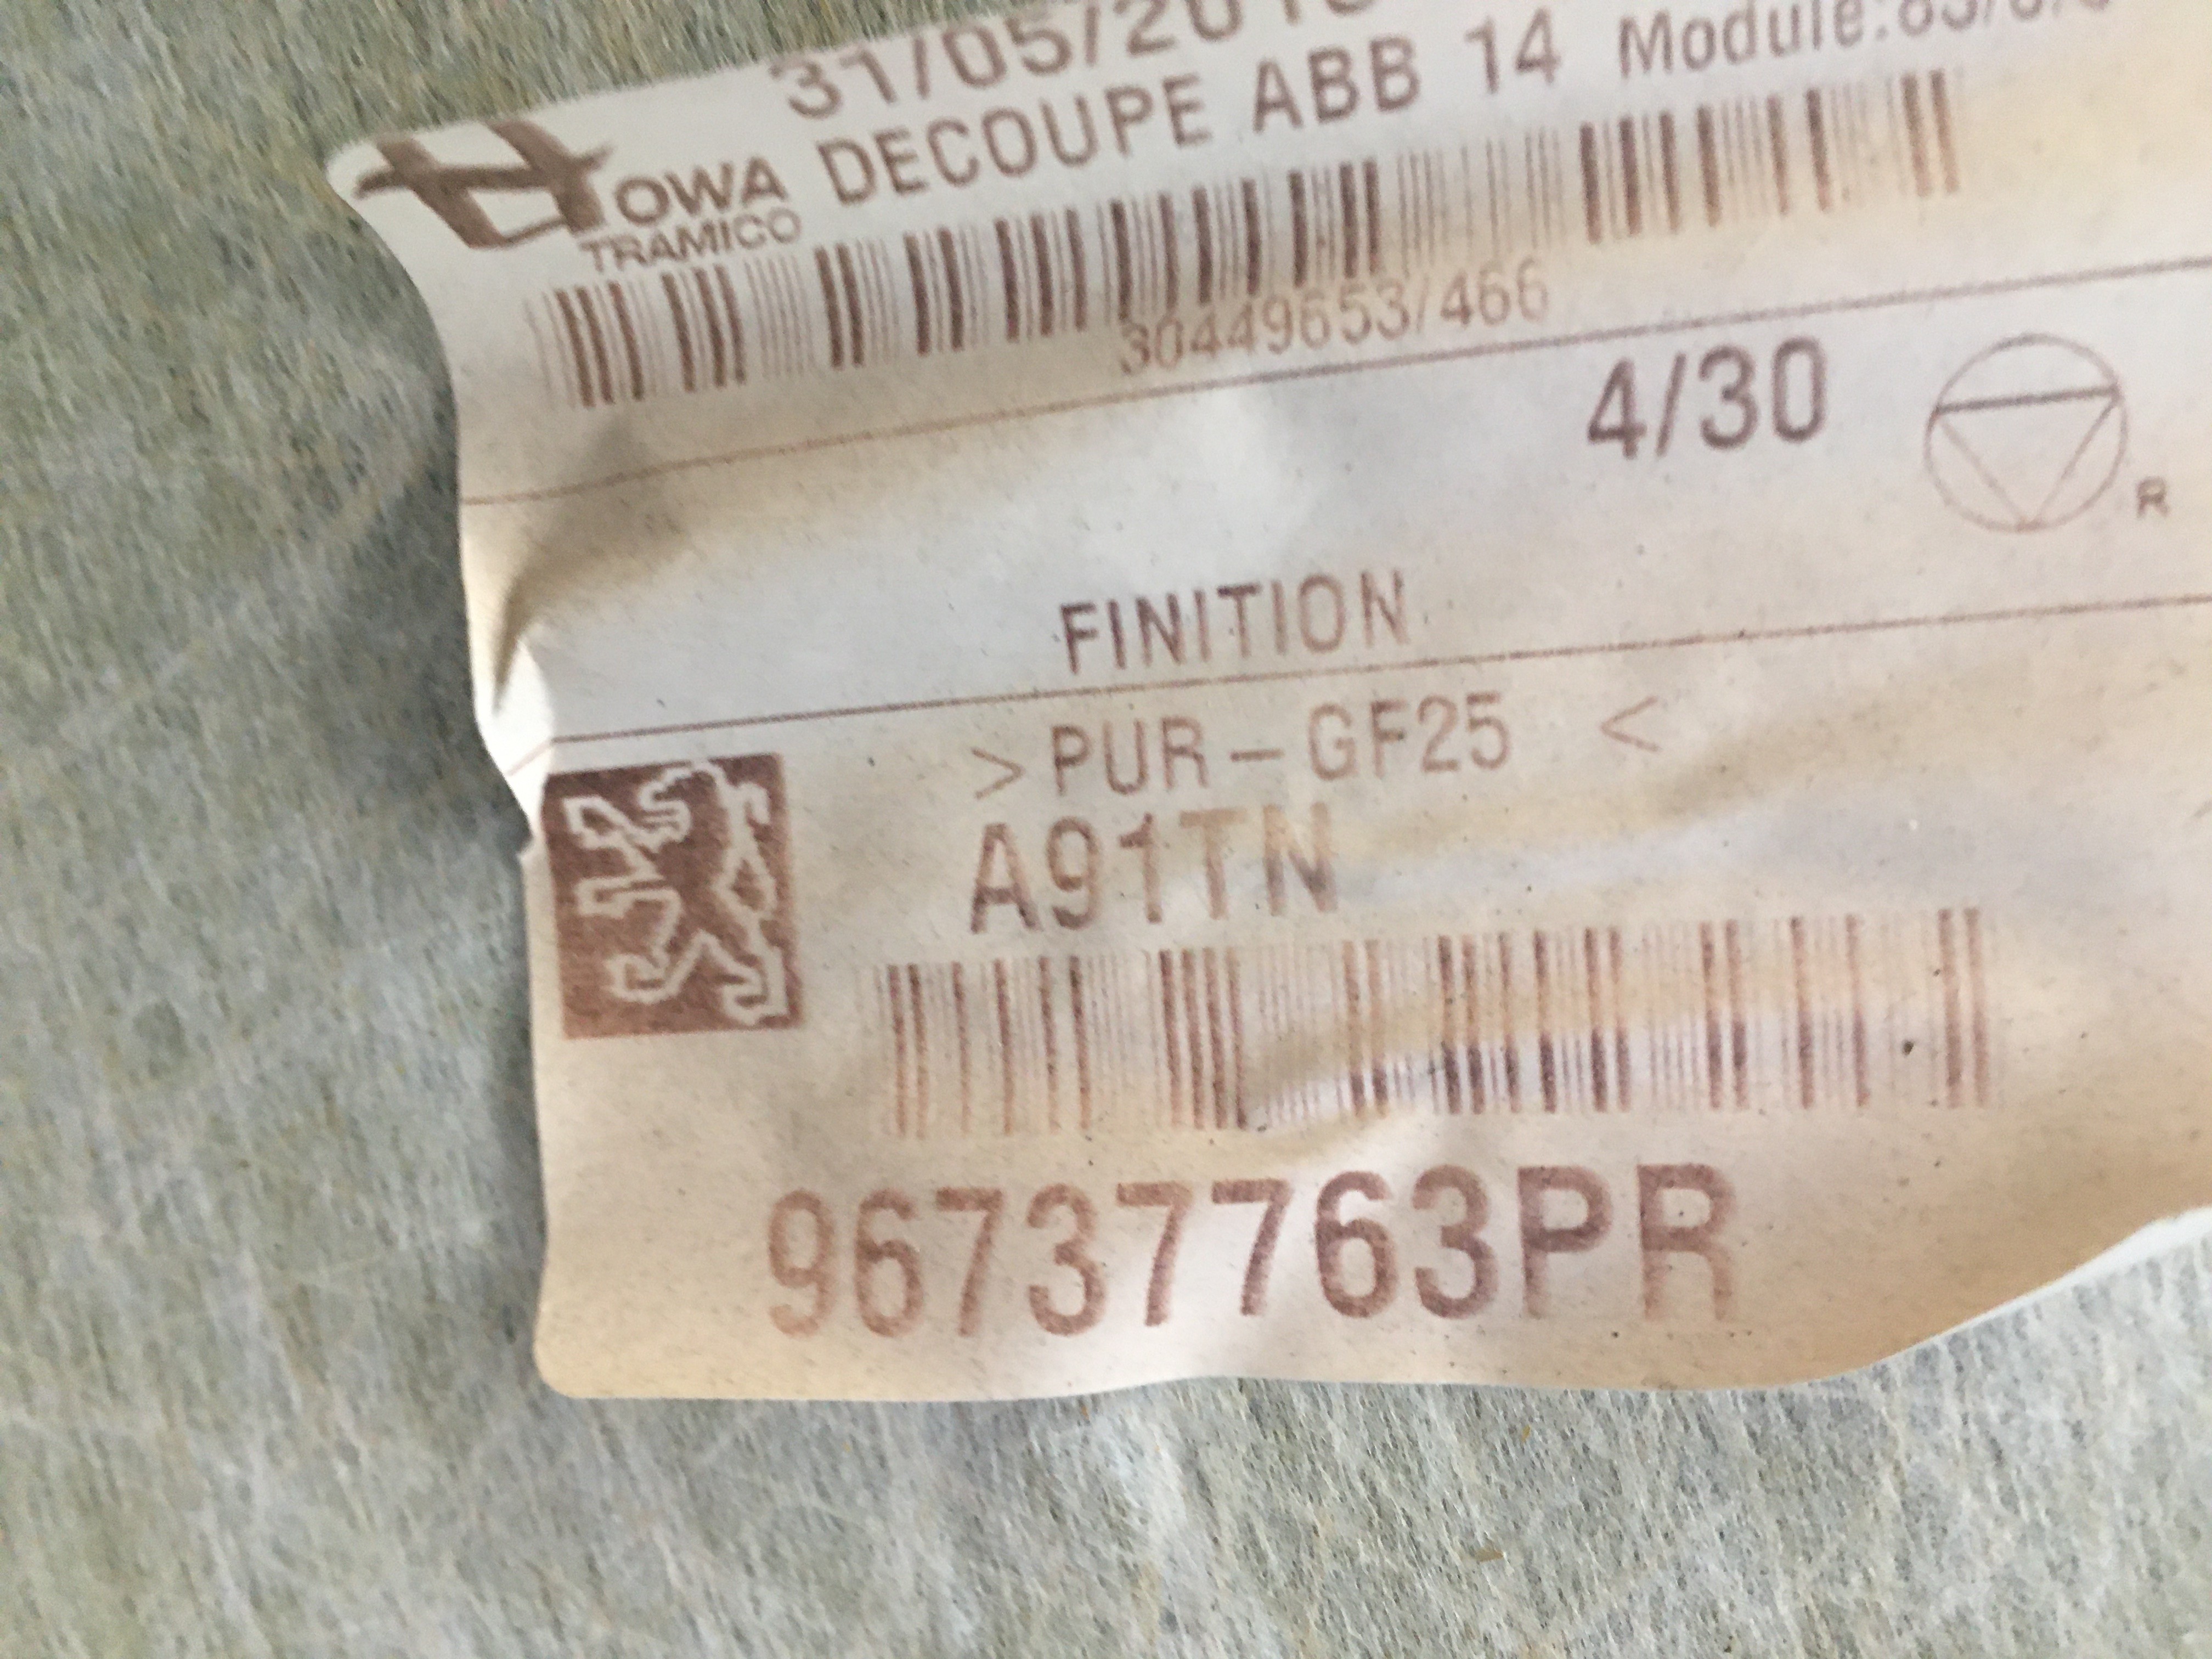 31/05/201
DECOUPE ABB 14 Module:
HOWA
TRAMICO
30449653/466
4/30
R
FINITION
>PUR-GF25 <
A91TN
96737763PR